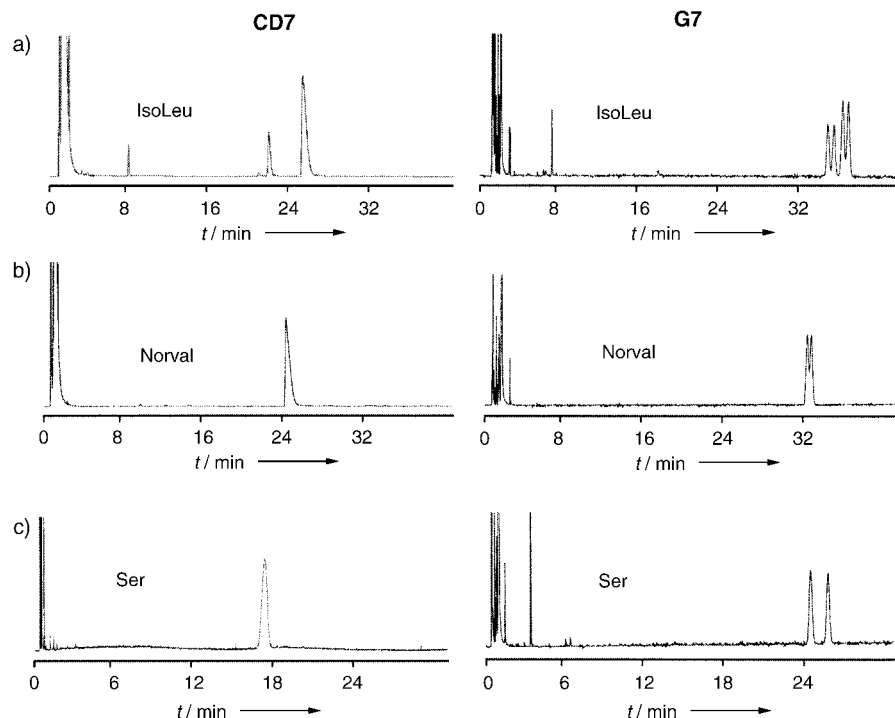 CD7 G7
a)
IsoLeu IsoLeu
0 8 16 24 32 0 8 16 24 32
t / min t / min
b)
Norval Norval
0 8 16 24 32 0 8 16 24 32
t / min t / min
c)
Ser Ser
0 6 12 18 24 0 6 12 18 24
t / min t / min